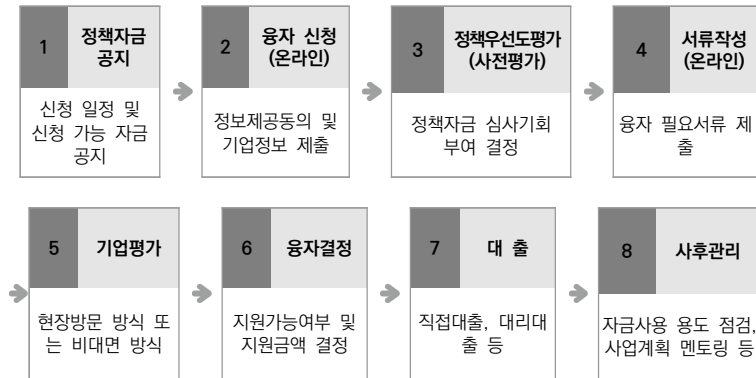 1
정책자금
공지
신청 일정 및
신청 가능 자금
공지
2
융자 신청
(온라인)
정보제공동의 및
기업정보 제출
3
정책우선도평가
(사전평가)
정책자금 심사기회
부여 결정
4
서류작성
(온라인)
융자 필요서류 제
출
5
기업평가
현장방문 방식 또
는 비대면 방식
6
융자결정
지원가능여부 및
지원금액 결정
7
대 출
직접대출, 대리대
출 등
8
사후관리
자금사용 용도 점검,
사업계획 멘토링 등